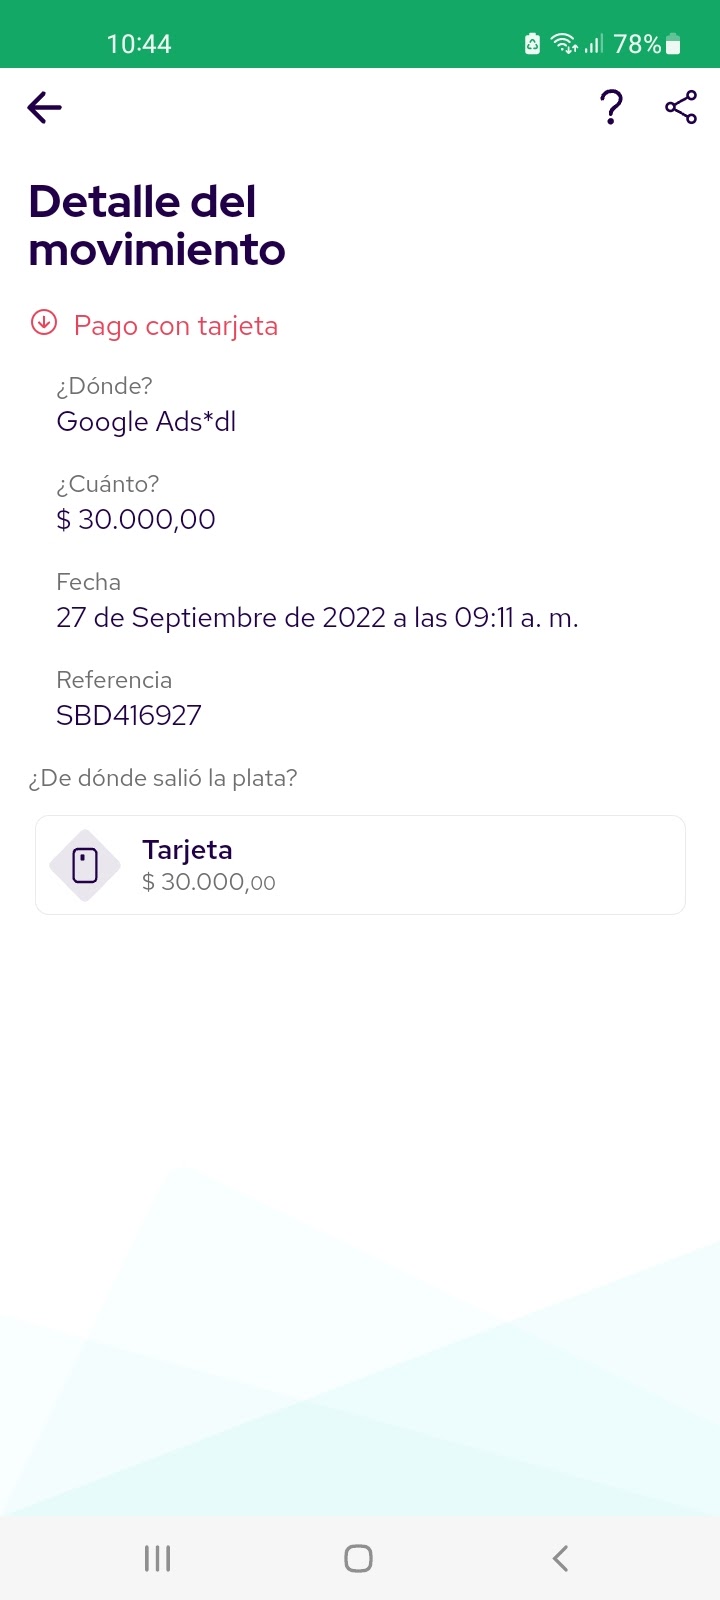 10:44
78%
Detalle del
movimiento
Pago con tarjeta
¿Dónde?
Google Ads*dl
¿Cuánto?
$ 30.000,00
Fecha
27 de Septiembre de 2022 a las 09:11 a. m.
Referencia
SBD416927
¿De dónde salió la plata?
Tarjeta
$ 30.000,00